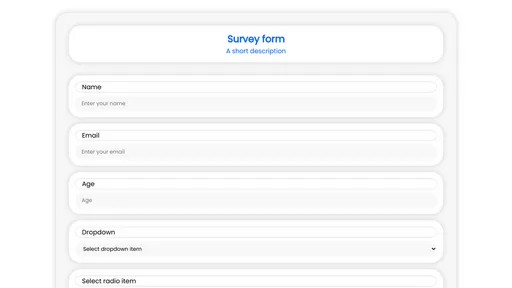 Survey form
A short description
Name
Enter your name
Email
Enter your email
Age
Age
Dropdown
Select dropdown item
Select radio item